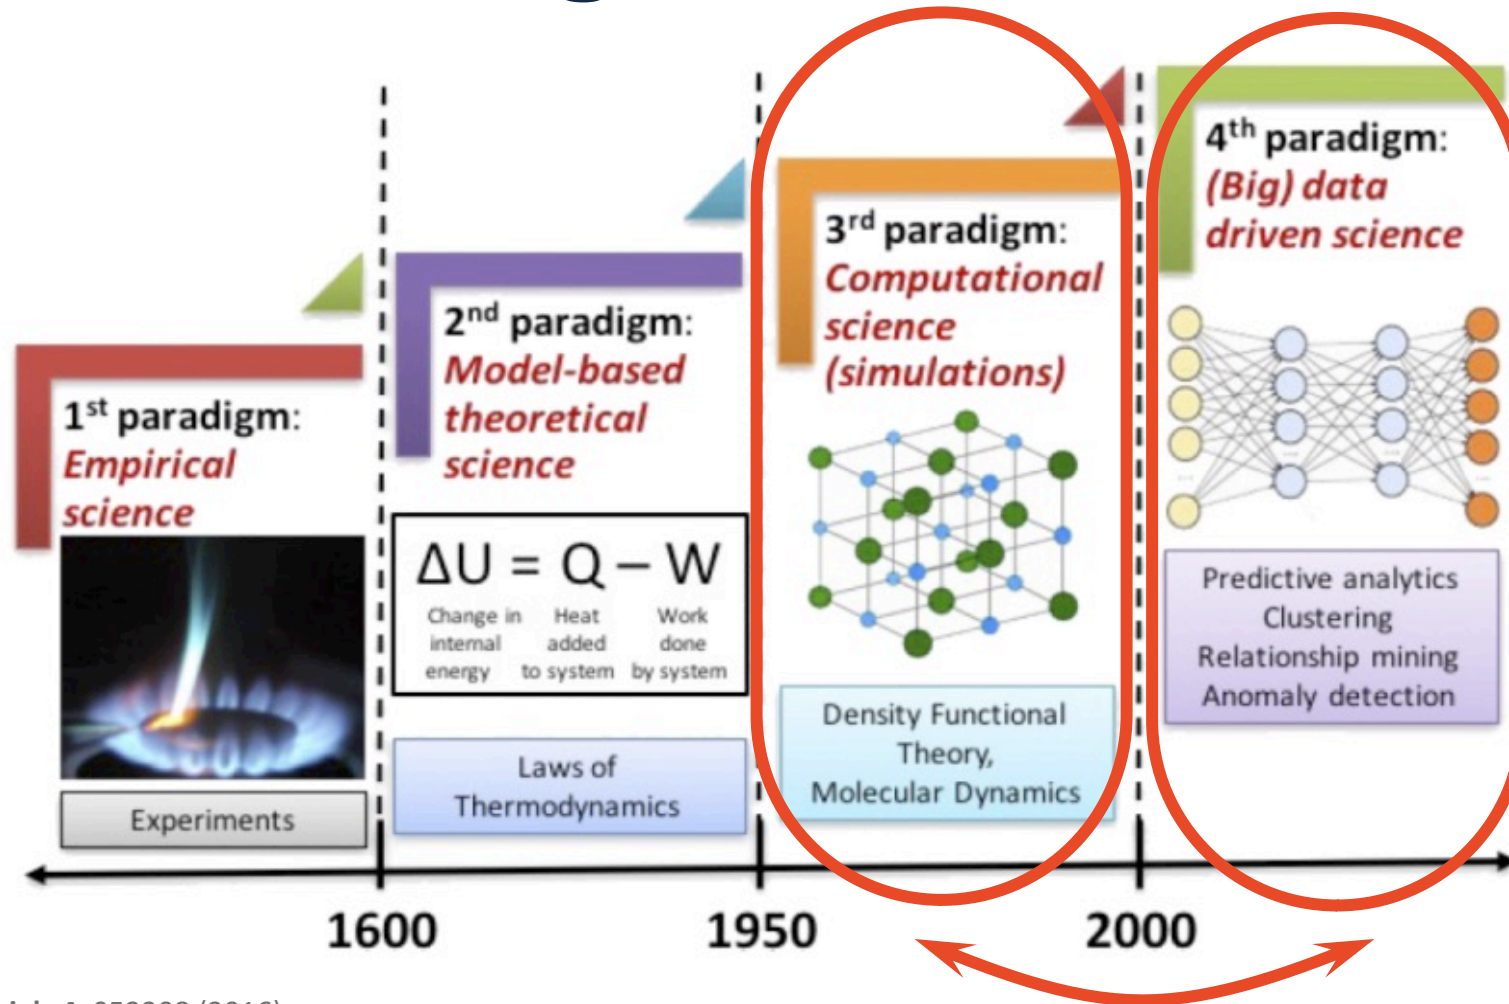 1st paradigm:
Empirical
science
Experiments
2nd paradigm:
Model-based
theoretical
science
ΔU = Q – W
Change in internal energy
Heat added to system
Work done by system
Laws of
Thermodynamics
3rd paradigm:
Computational
science
(simulations)
Density Functional
Theory,
Molecular Dynamics
4th paradigm:
(Big) data
driven science
Predictive analytics
Clustering
Relationship mining
Anomaly detection
1600
1950
2000
(2016)